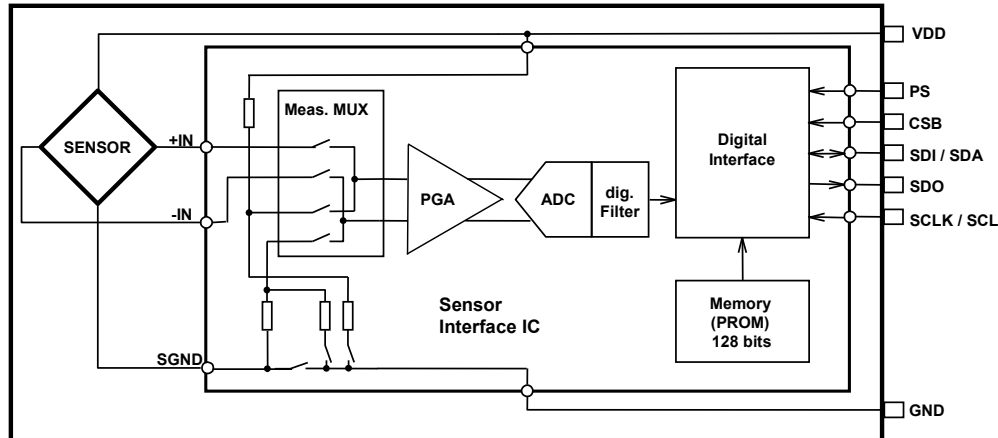 VDD
PS
CSB
SDI / SDA
SDO
SCLK / SCL
GND
SENSOR
+IN
-IN
SGND
Meas. MUX
PGA
ADC
dig.
Filter
Digital
Interface
Memory
(PROM)
128 bits
Sensor
Interface IC